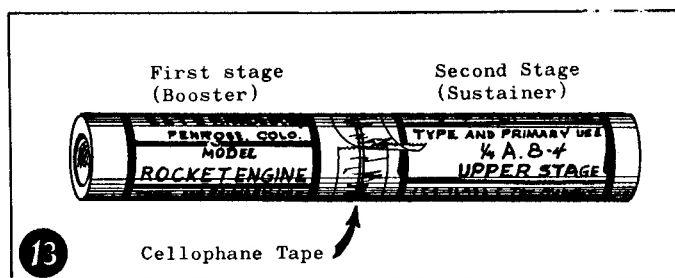 First stage
(Booster)
Second Stage
(Sustainer)
PENROSE, COLO.
MODEL
ROCKET ENGINE
TYPE AND PRIMARY USE
¼ A. 8-4
UPPER STAGE
Cellophane Tape
13